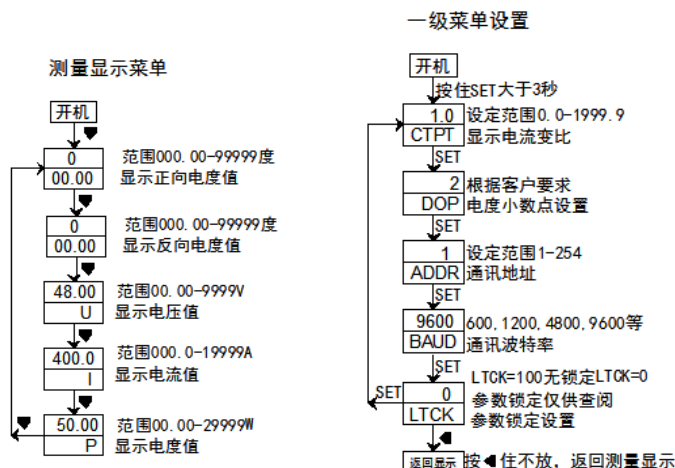 测量显示菜单
开机
0
00.00
范围000.00-99999度
显示正向电度值
0
00.00
范围000.00-99999度
显示反向电度值
48.00
U
范围00.00-9999V
显示电压值
400.0
I
范围000.0-19999A
显示电流值
50.00
P
范围00.00-29999W
显示电度值
一级菜单设置
开机
按住SET大于3秒
1.0
CTPT
设定范围0.0-1999.9
显示电流变比
SET
2
DOP
根据客户要求
电度小数点设置
SET
1
ADDR
设定范围1-254
通讯地址
SET
9600
BAUD
600,1200,4800,9600等
通讯波特率
SET
SET
0
LTCK
LTCK=100无锁定LTCK=0
参数锁定仅供查阅
参数锁定设置
返回显示
按住不放，返回测量显示